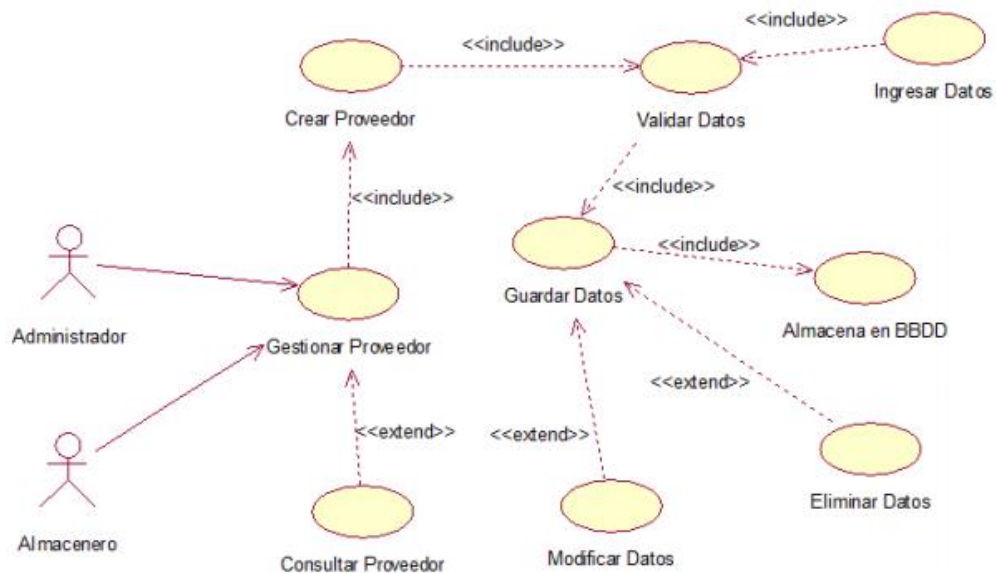 <<include>>
<<include>>
Ingresar Datos
Crear Proveedor
Validar Datos
<<include>>
<<include>>
<<include>>
Guardar Datos
Almacena en BBDD
Administrador
Gestionar Proveedor
<<extend>>
<<extend>>
<<extend>>
Eliminar Datos
Almacenero
Consultar Proveedor
Modificar Datos